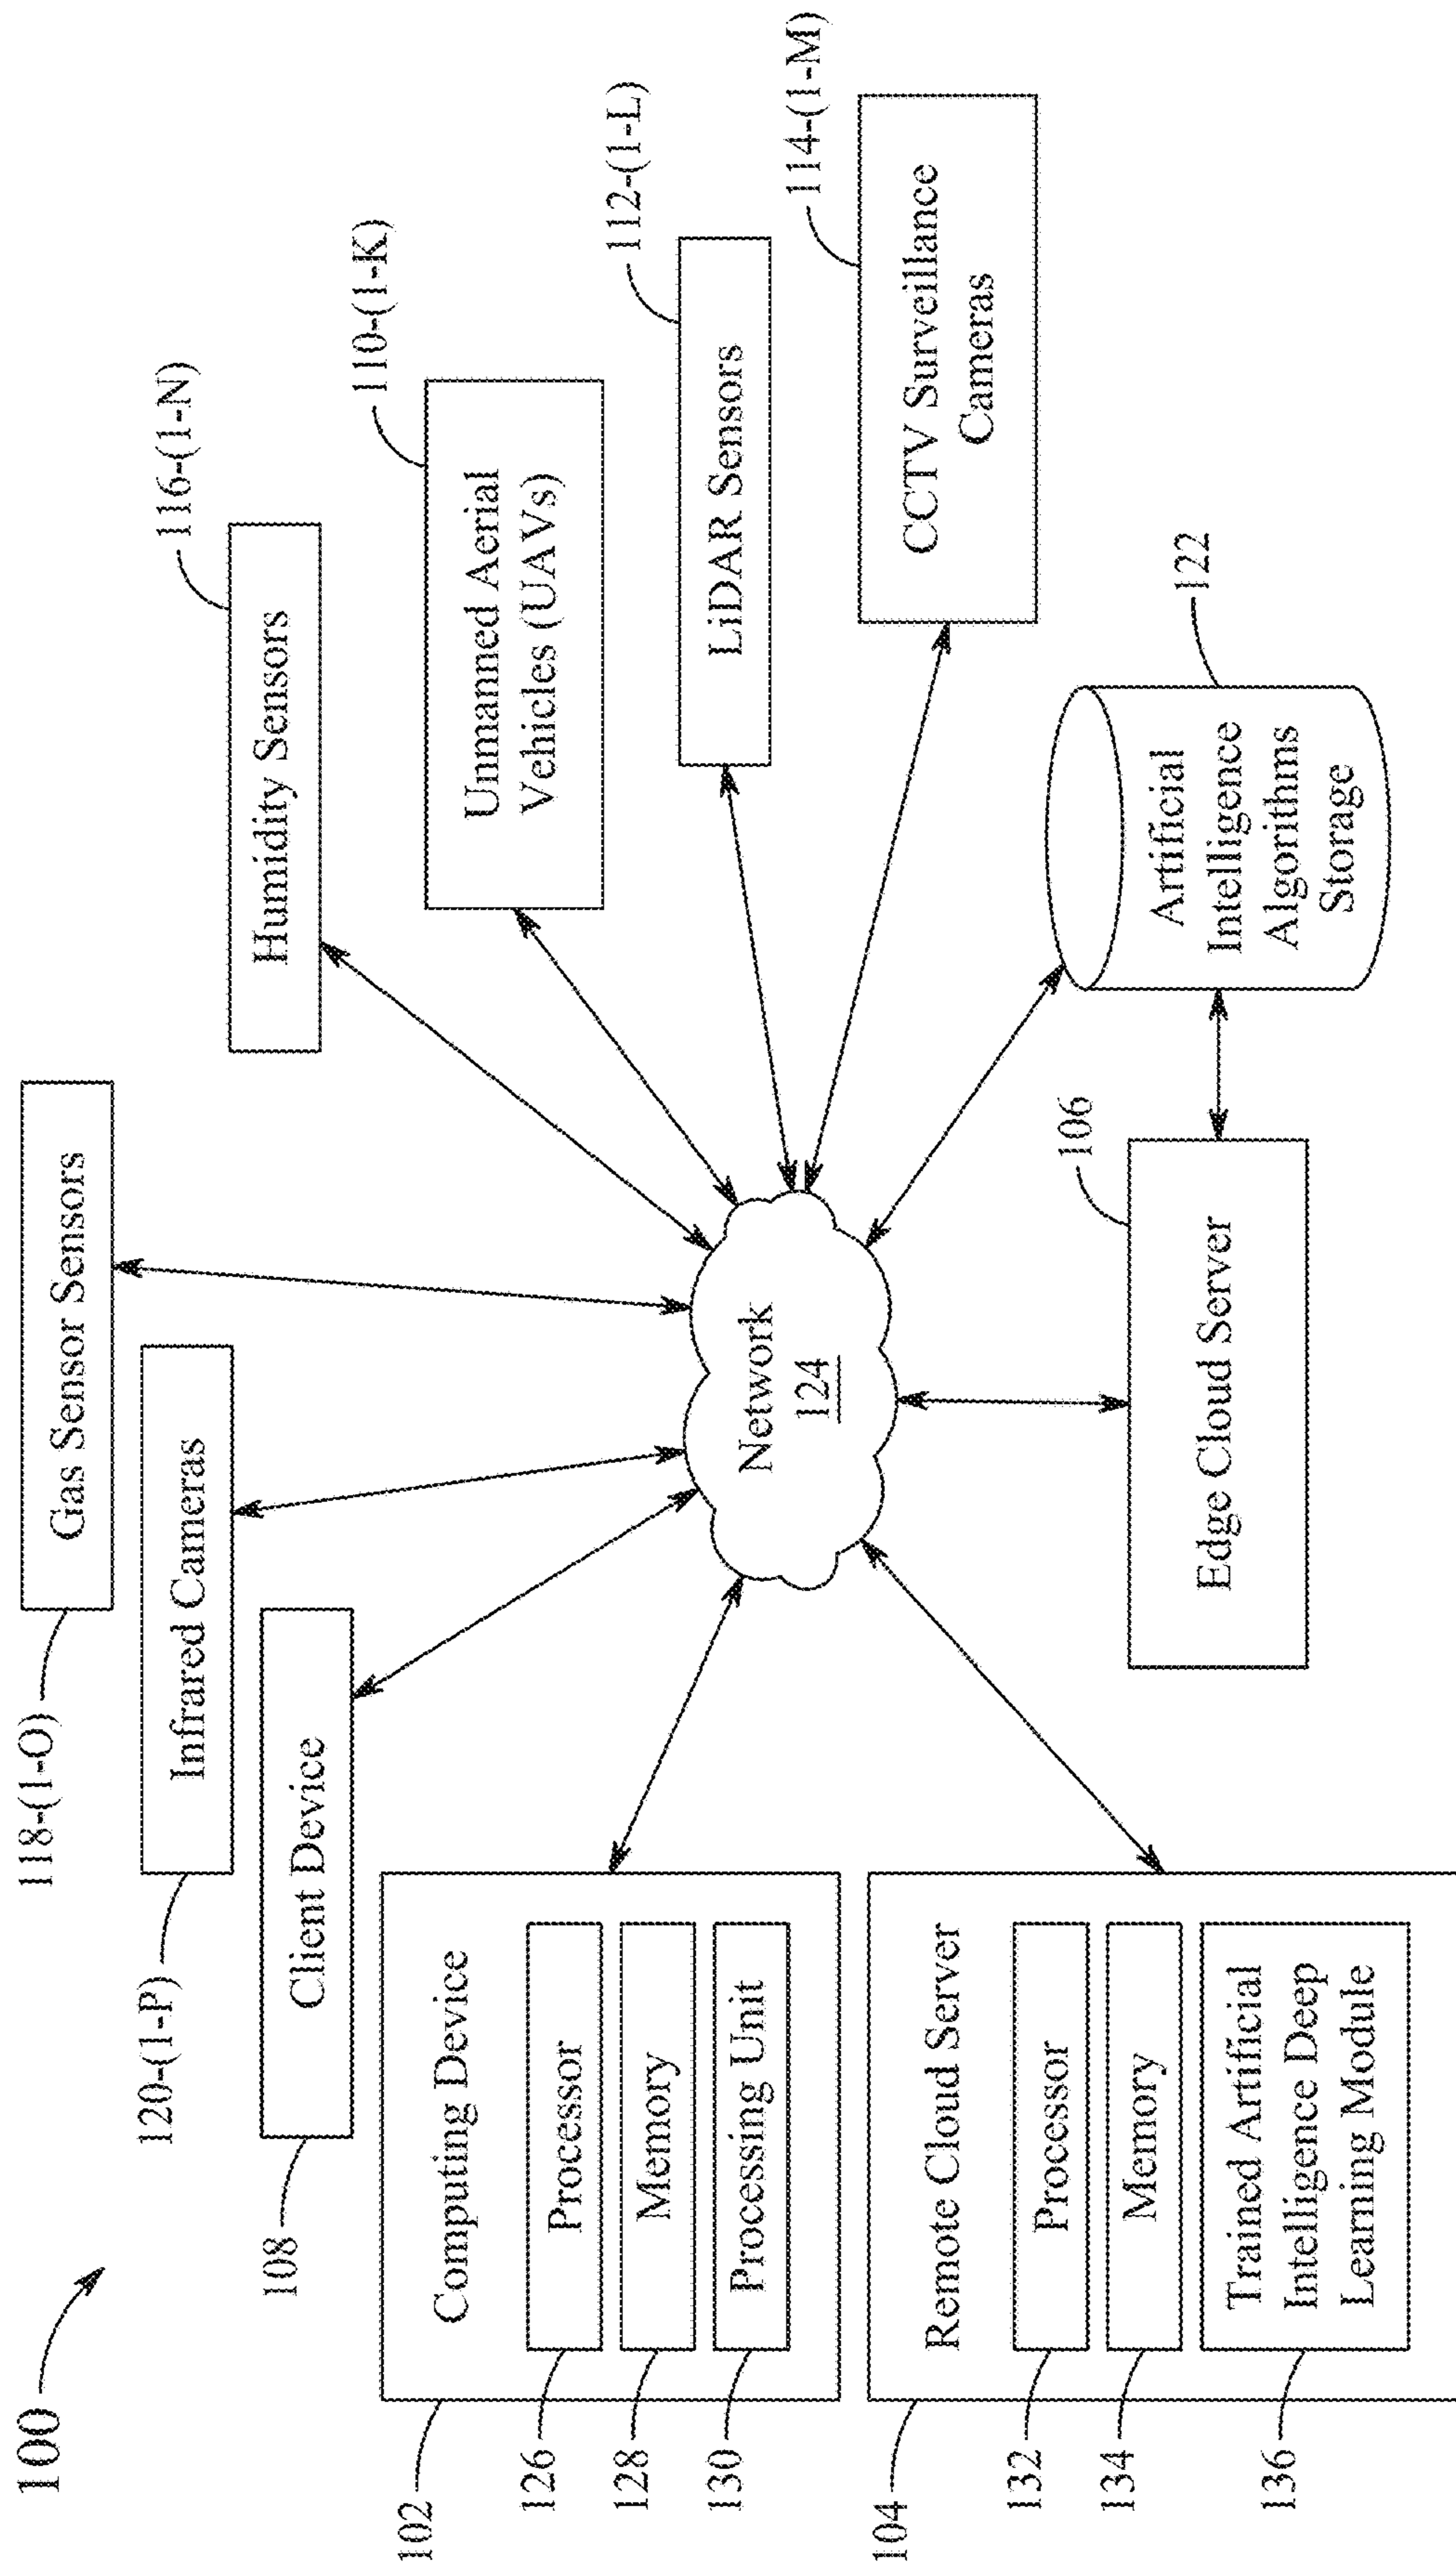 100
118-(1-O)
Gas Sensor Sensors
120-(1-P)
Infrared Cameras
116-(1-N)
Humidity Sensors
108
Client Device
110-(1-K)
Unmanned Aerial
Vehicles (UAVs)
102
Computing Device
126
Processor
128
Memory
130
Processing Unit
112-(1-L)
LiDAR Sensors
Network
124
114-(1-M)
CCTV Surveillance
Cameras
104
Remote Cloud Server
132
Processor
134
Memory
136
Trained Artificial
Intelligence Deep
Learning Module
106
Edge Cloud Server
122
Artificial
Intelligence
Algorithms
Storage